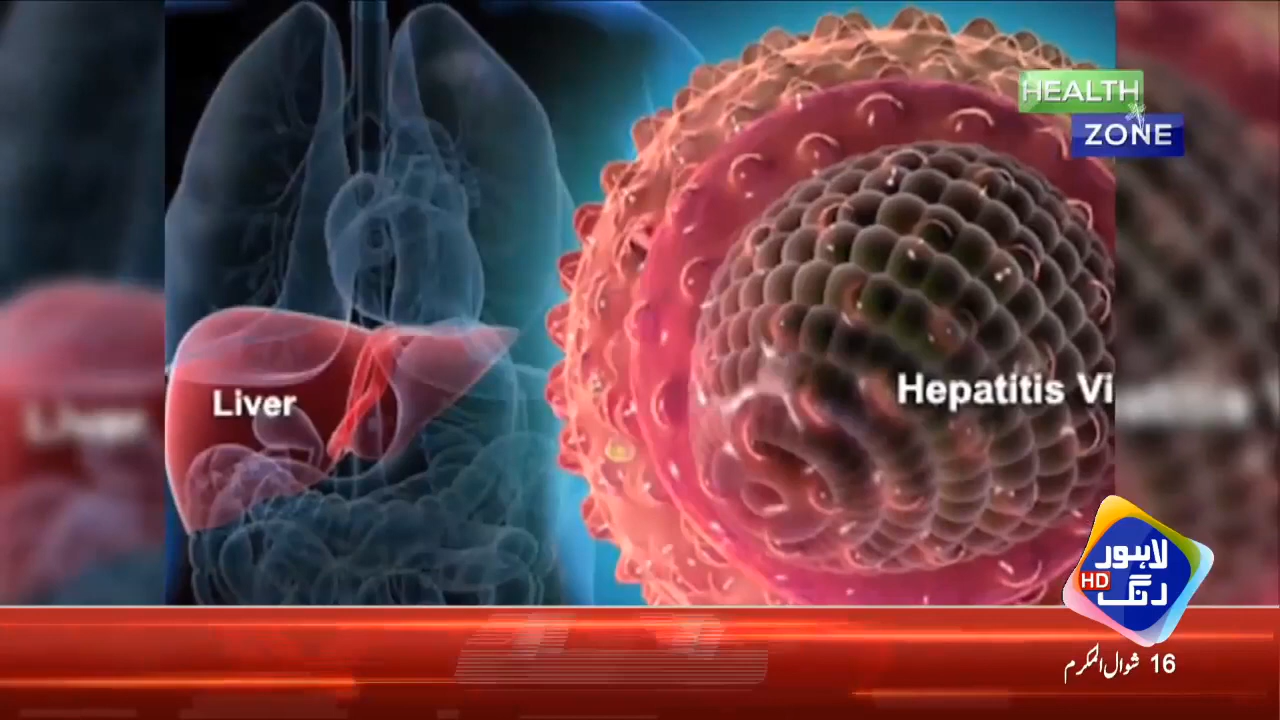 HEALTH
ZONE
Liver
Hepatitis Vi
لاہور
HD
رنگ
16 شوال المکرم